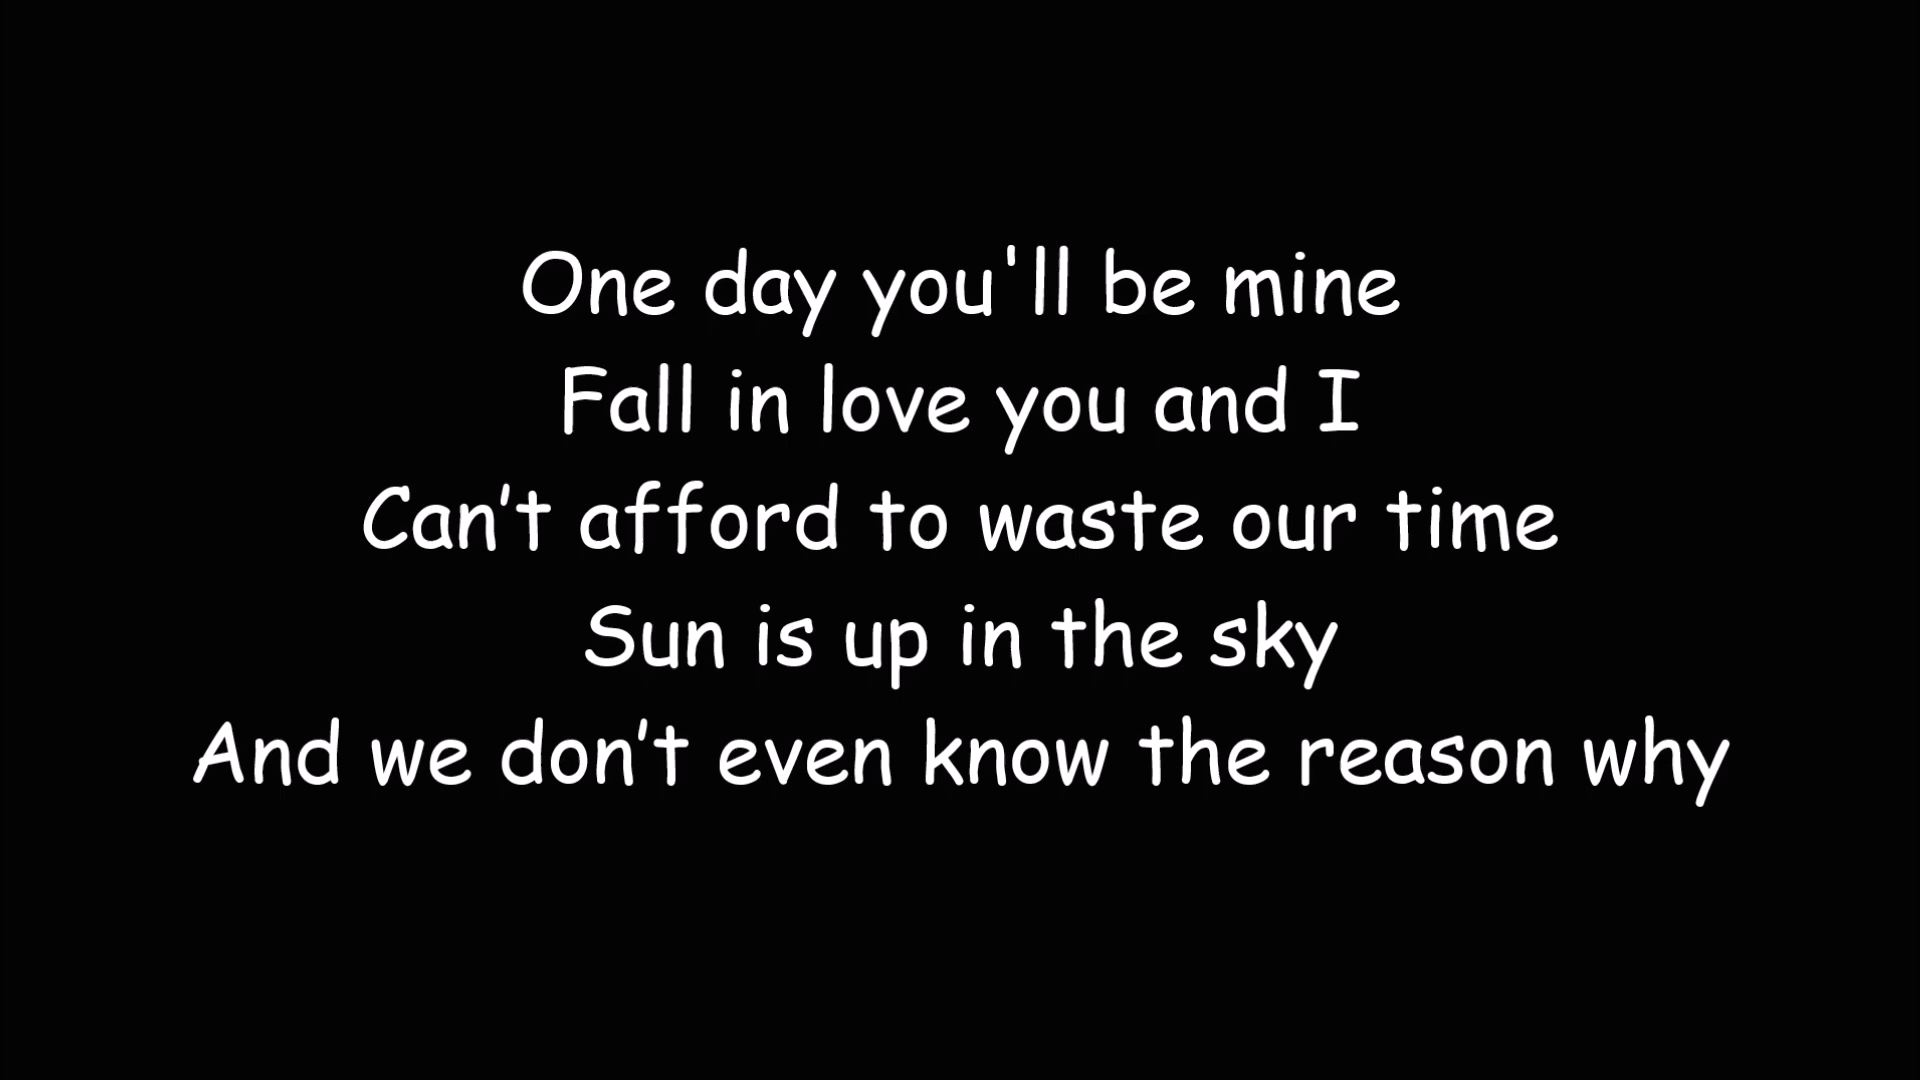 One day you'll be mine
Fall in love you and I
Can’t afford to waste our time
Sun is up in the sky
And we don’t even know the reason why